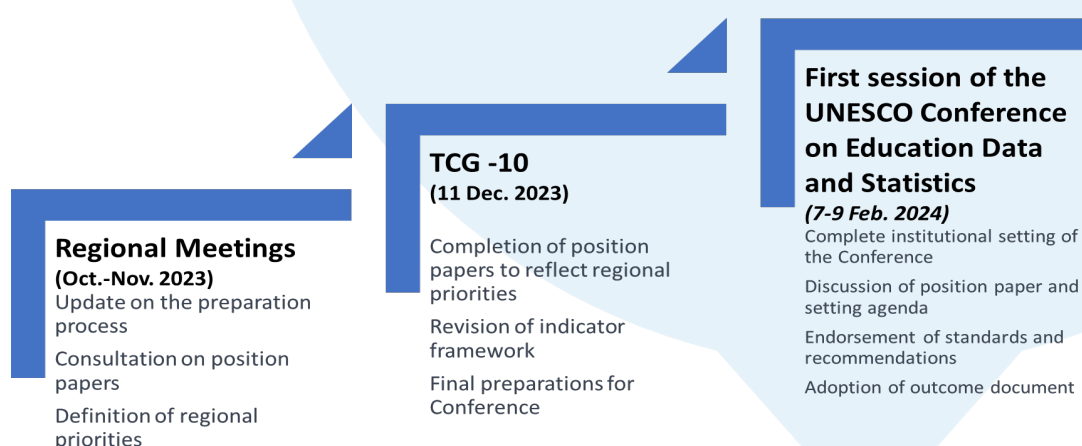 Regional Meetings
(Oct.-Nov. 2023)
Update on the preparation
process
Consultation on position
papers
Definition of regional
priorities
TCG -10
(11 Dec. 2023)
Completion of position
papers to reflect regional
priorities
Revision of indicator
framework
Final preparations for
Conference
First session of the
UNESCO Conference
on Education Data
and Statistics
(7-9 Feb. 2024)
Complete institutional setting of
the Conference
Discussion of position paper and
setting agenda
Endorsement of standards and
recommendations
Adoption of outcome document